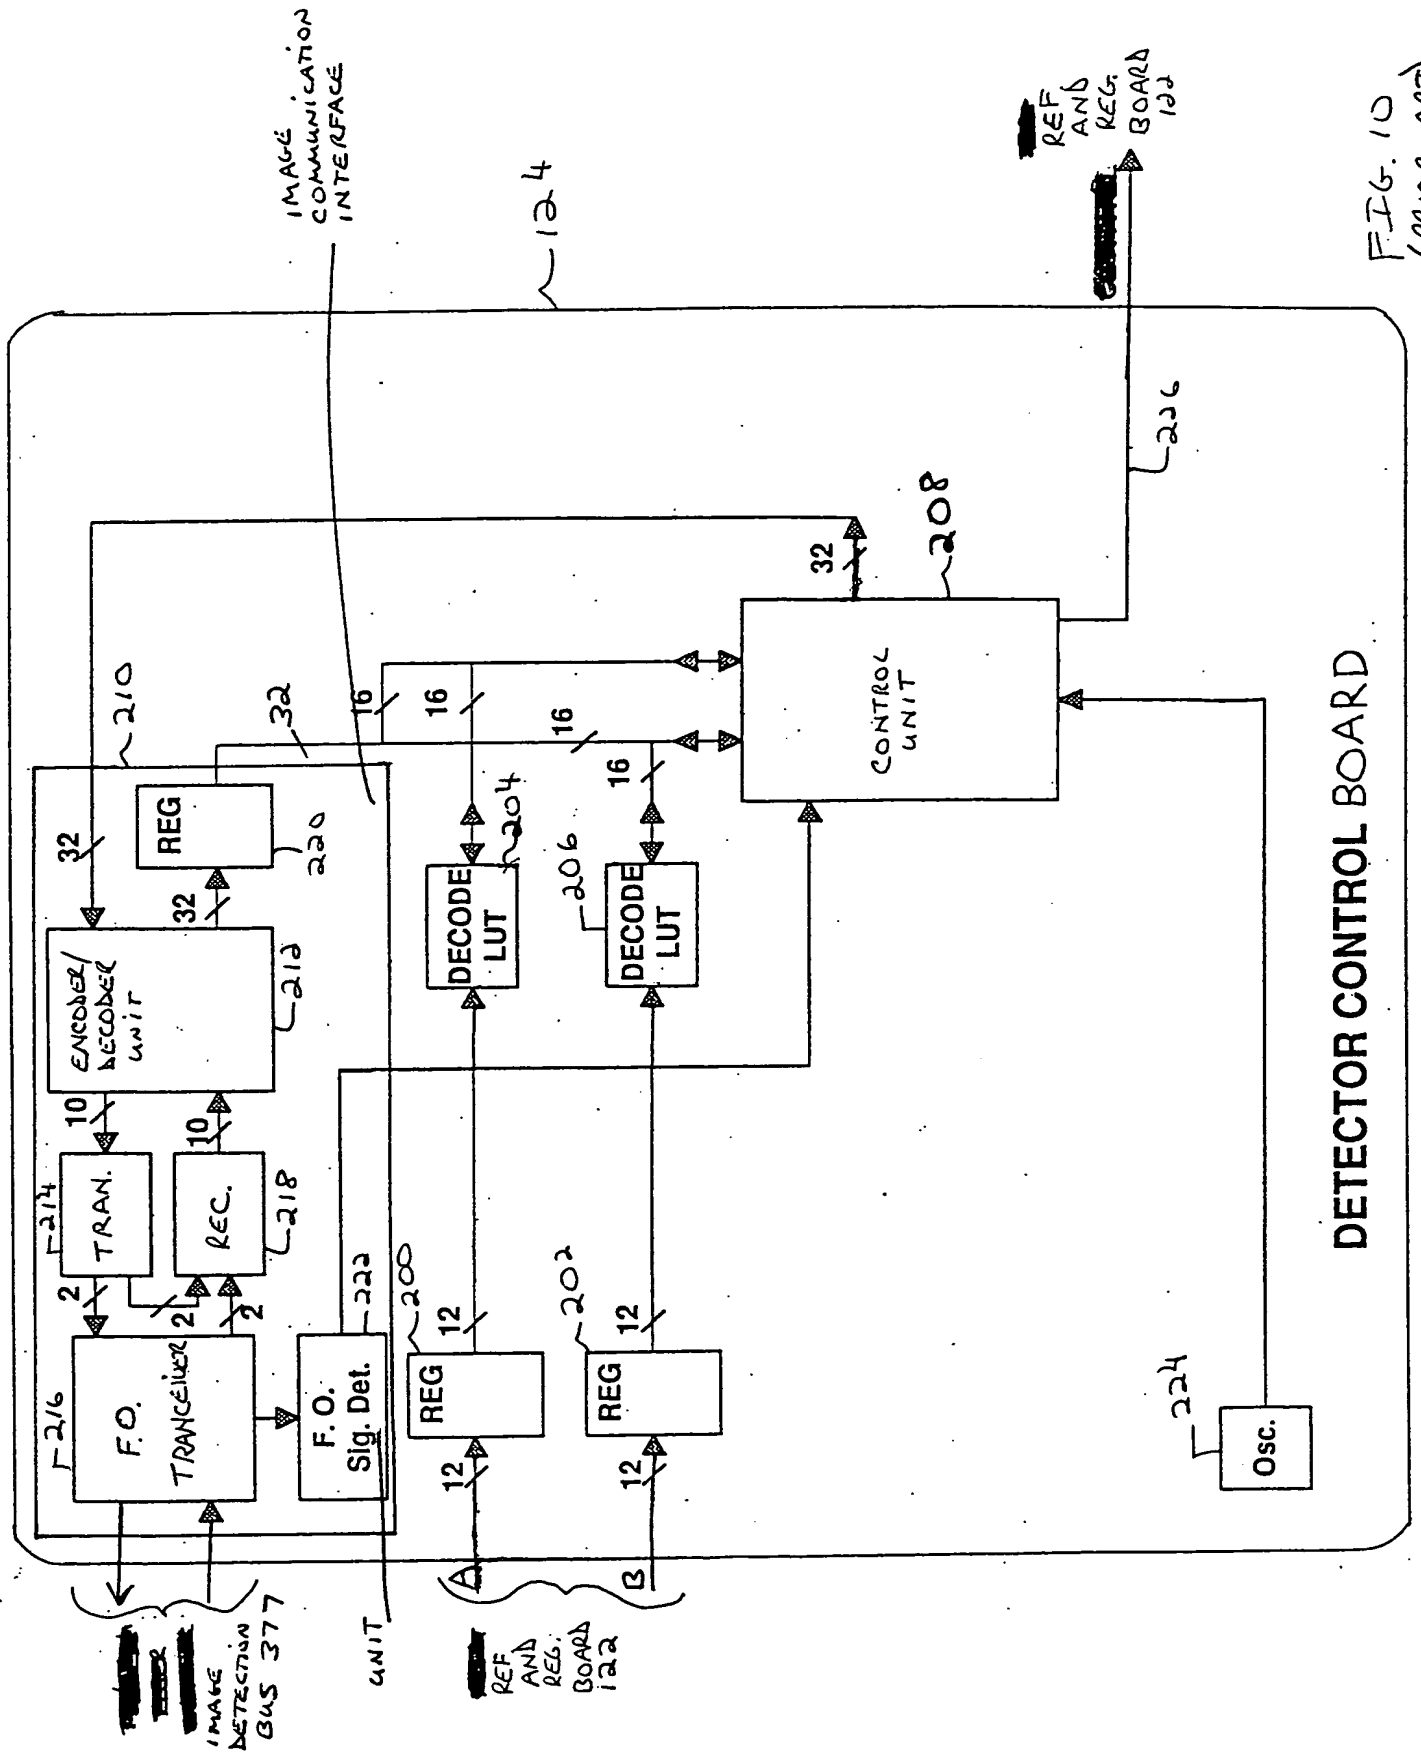 IMAGE
COMMUNICATION
INTERFACE
124
210
216
F.O.
TRANCEIVER
214
TRAN.
REC.
218
2
2
2
10
10
ENCODER/
DECODER
UNIT
212
32
32
REG
220
32
F.O.
Sig. Det.
222
UNIT
IMAGE
DETECTION
BUS 377
REF
AND
REG.
BOARD
122
A
B
12
12
REG
200
REG
202
12
12
DECODE
LUT
204
DECODE
LUT
206
16
16
16
16
32
CONTROL
UNIT
208
226
REF
AND
REG.
BOARD
122
224
Osc.
DETECTOR CONTROL BOARD
FIG. 10